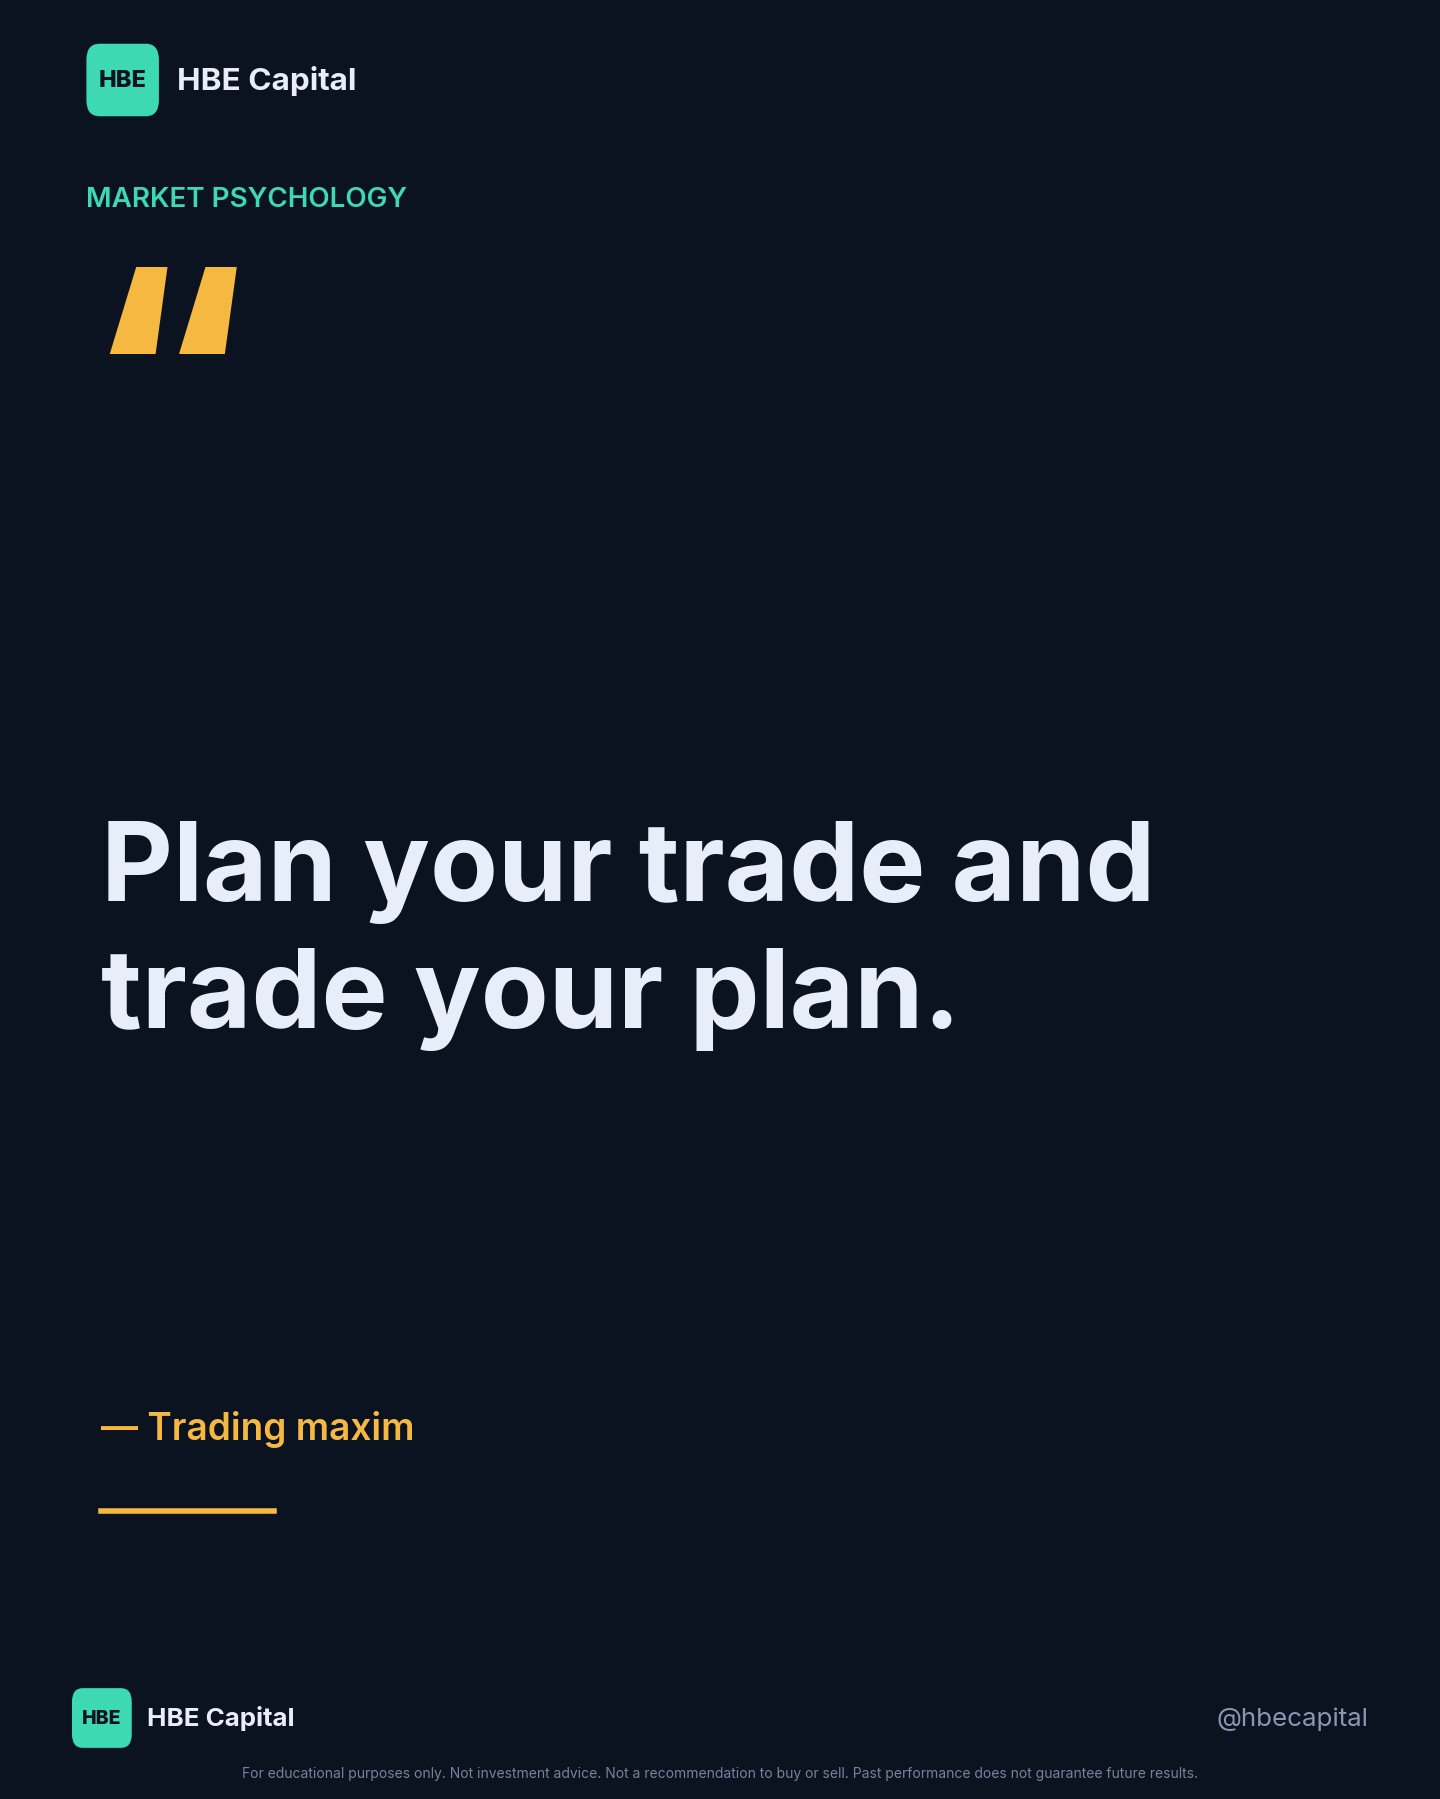 HBE HBE Capital
MARKET PSYCHOLOGY
“
Plan your trade and
trade your plan.
— Trading maxim
HBE HBE Capital
@hbecapital
For educational purposes only. Not investment advice. Not a recommendation to buy or sell. Past performance does not guarantee future results.